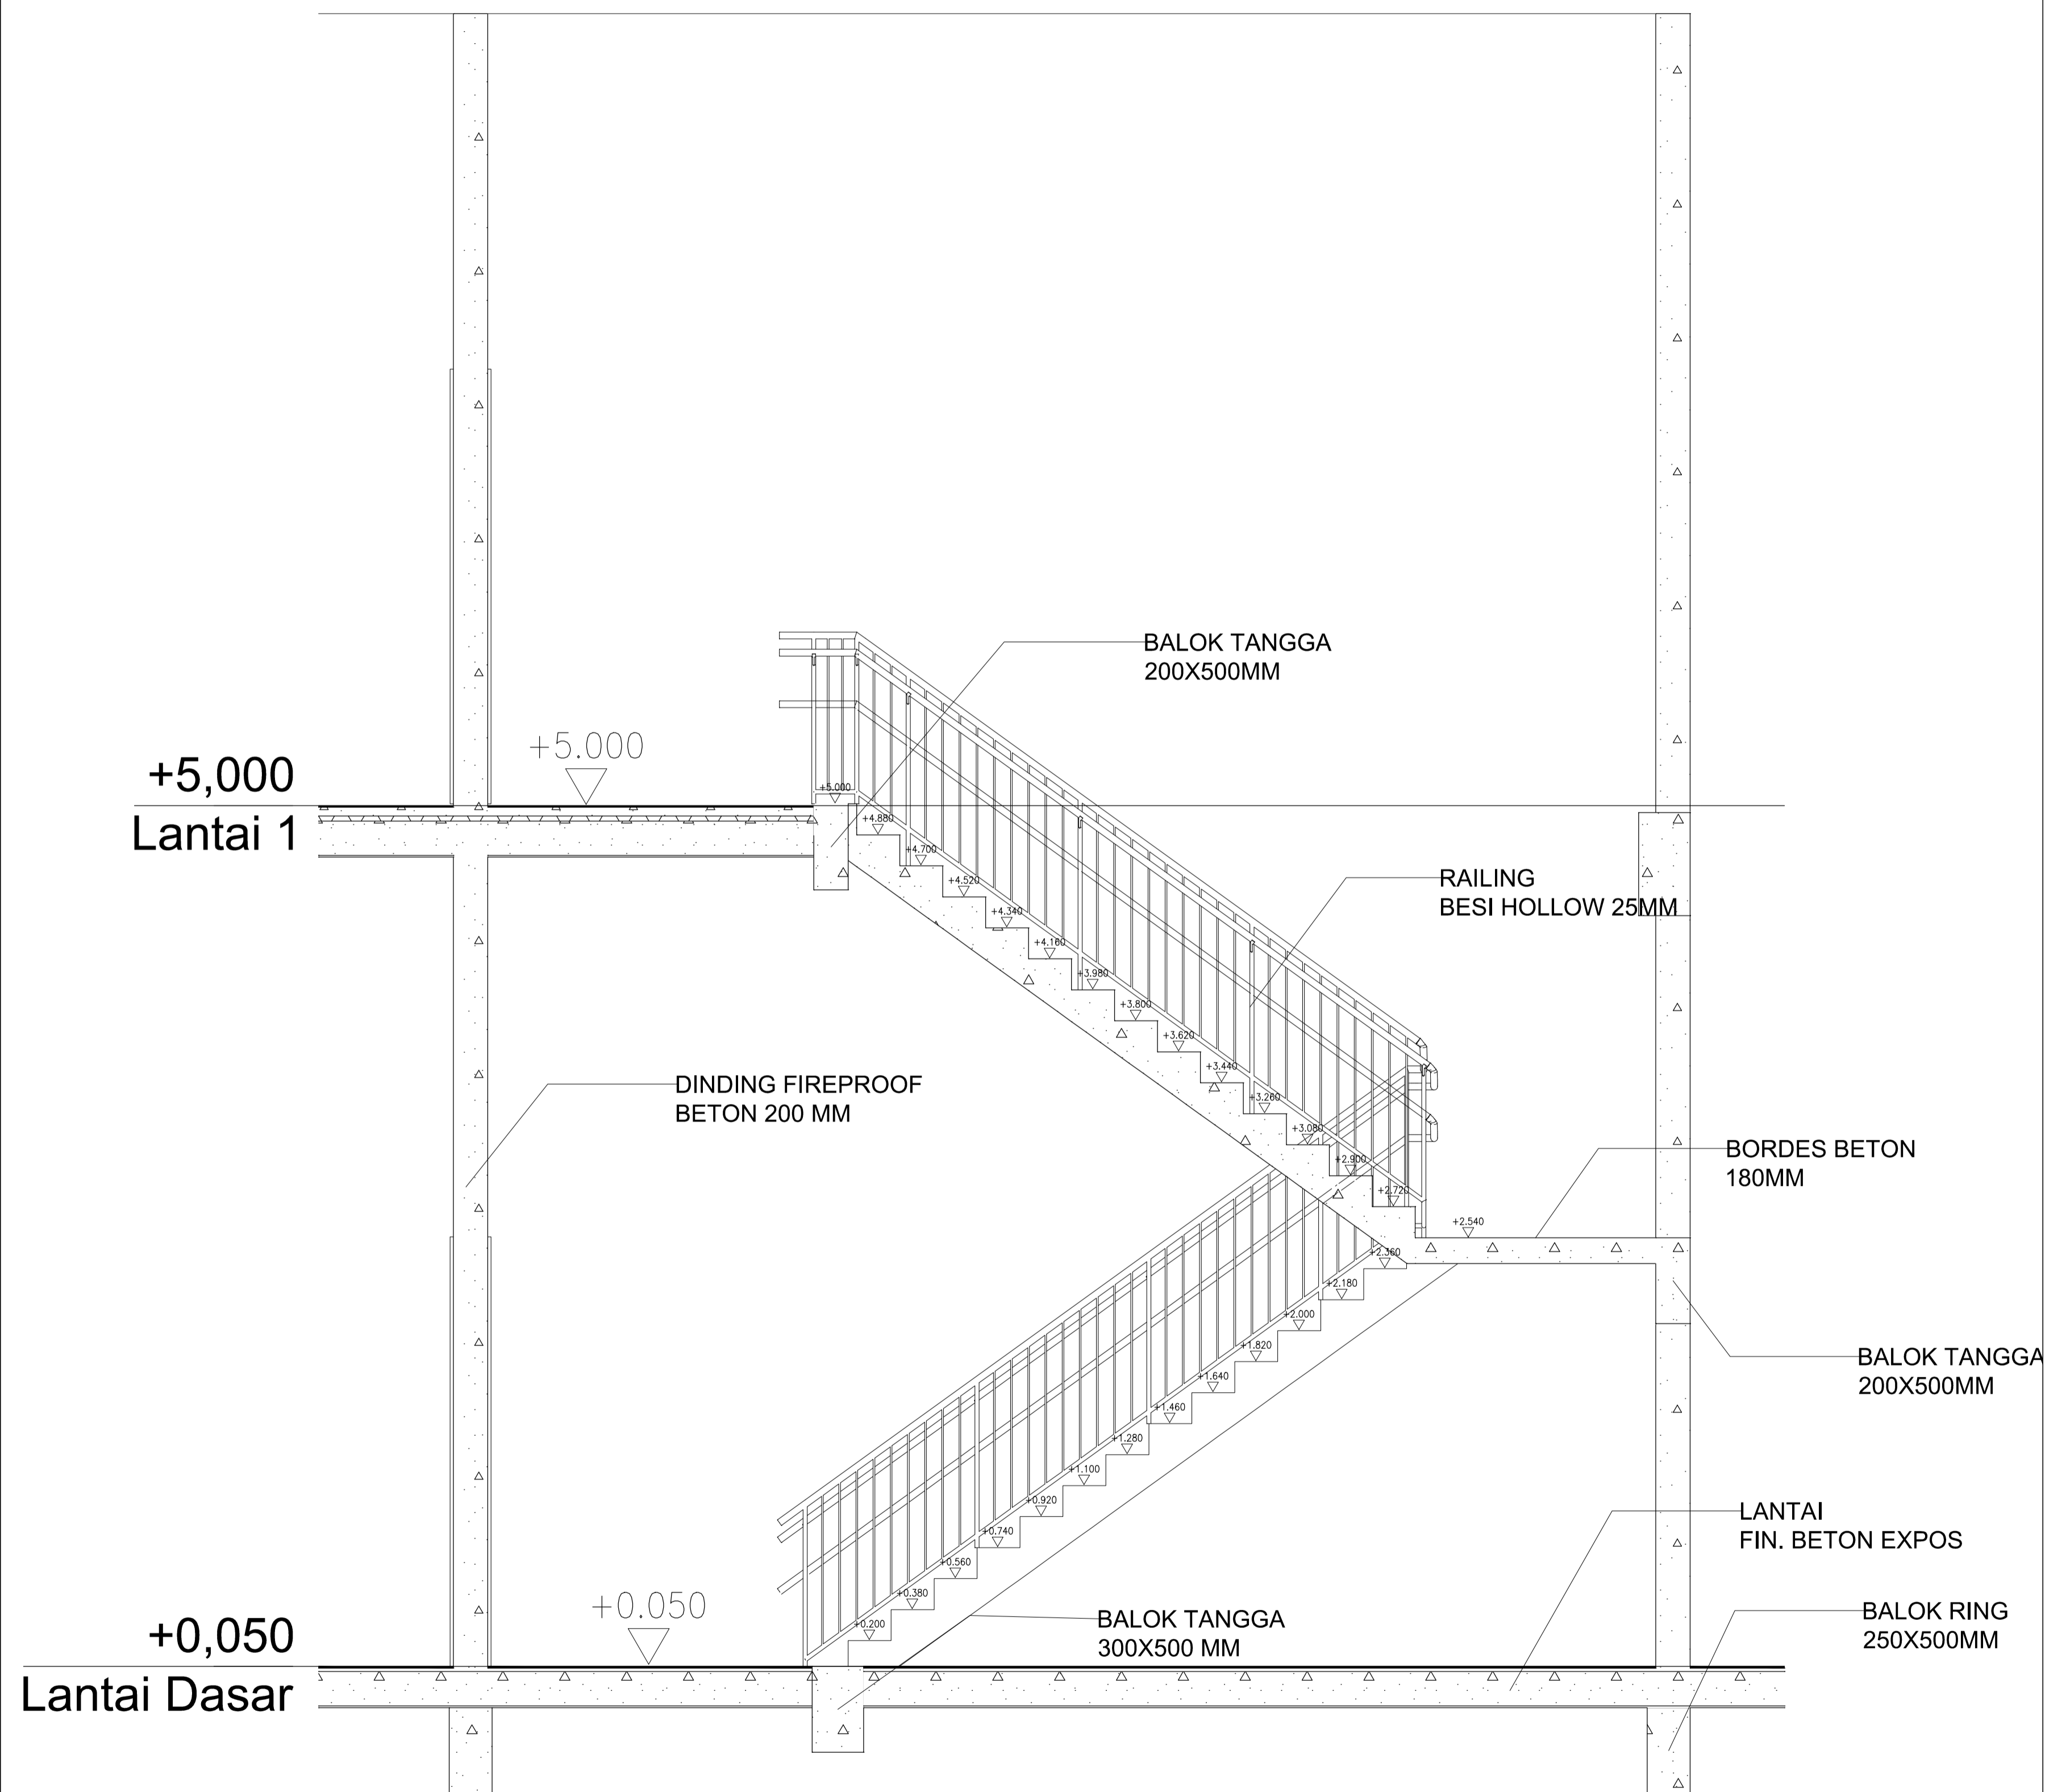 BALOK TANGGA
200X500MM
+5.000
+5,000
Lantai 1
+5.000
+4.880
+4.700
+4.520
+4.340
+4.160
+3.980
+3.800
+3.620
+3.440
+3.260
+3.080
+2.900
+2.720
+2.540
RAILING
BESI HOLLOW 25MM
DINDING FIREPROOF
BETON 200 MM
BORDES BETON
180MM
+2.360
+2.180
+2.000
+1.820
+1.640
+1.460
+1.280
+1.100
+0.920
+0.740
+0.560
+0.380
+0.200
BALOK TANGGA
200X500MM
LANTAI
FIN. BETON EXPOS
+0.050
+0,050
Lantai Dasar
BALOK TANGGA
300X500 MM
BALOK RING
250X500MM